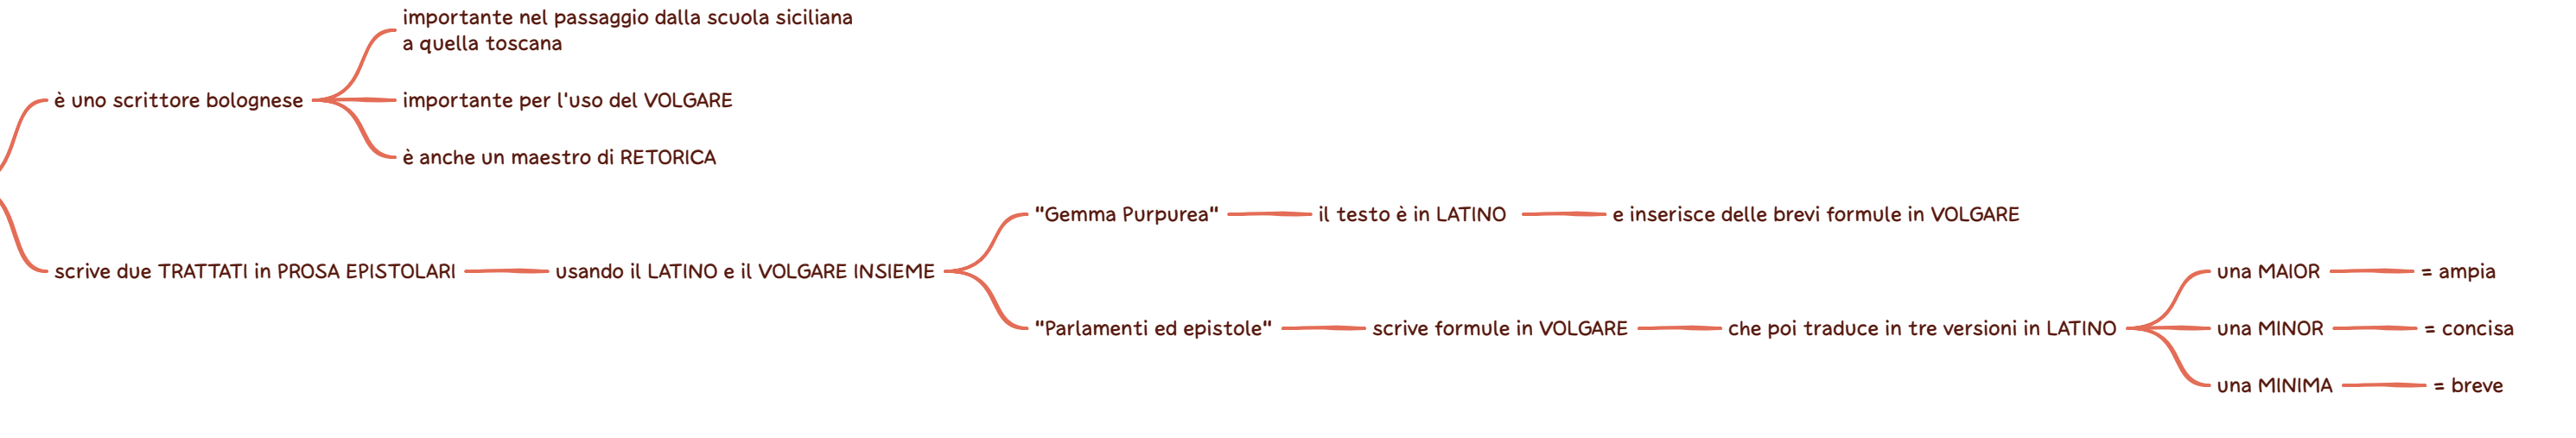 importante nel passaggio dalla scuola siciliana
a quella toscana
è uno scrittore bolognese
importante per l'uso del VOLGARE
è anche un maestro di RETORICA
"Gemma Purpurea"
il testo è in LATINO
e inserisce delle brevi formule in VOLGARE
scrive due TRATTATI in PROSA EPISTOLARI
usando il LATINO e il VOLGARE INSIEME
"Parlamenti ed epistole"
scrive formule in VOLGARE
che poi traduce in tre versioni in LATINO
una MAIOR
= ampia
una MINOR
= concisa
una MINIMA
= breve